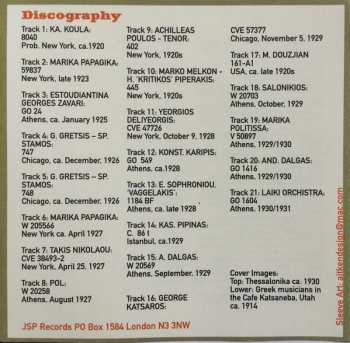 Discography
Track 1: KA. KOULA:
8040
Prob. New York, ca.1920
Track 2: MARIKA PAPAGIKA:
59837
New York, late 1923
Track 3: ESTOUDIANTINA
GEORGES ZAVARI:
GO 24
Athens, ca. January 1925
Track 4: G. GRETSIS – SP.
STAMOS:
747
Chicago, ca. December, 1926
Track 5: G. GRETSIS – SP.
STAMOS:
748
Chicago, ca. December, 1926
Track 6: MARIKA PAPAGIKA:
W 205566
New York ca. April 1927
Track 7: TAKIS NIKOLAOU:
CVE 38493-2
New York, April 25, 1927
Track 8: POL:
W 20258
Athens, August 1927
Track 9: ACHILLEAS
POULOS - TENOR:
402
New York, 1920s
Track 10: MARKO MELKON -
H. 'KRITIKOS' PIPERAKIS:
445
New York, 1920s
Track 11: YEORGIOS
DELIYEORGIS:
CVE 47726
New York, October 9, 1928
Track 12: KONST. KARIPIS:
GO 549
Athens, ca.1928
Track 13: E. SOPHRONIOU.
'VAGGELAKIS':
1184 BF
Athens, ca. late 1928
Track 14: KAS. PIPINAS:
C. 86 t
Istanbul, ca.1929
Track 15: A. DALGAS:
W 20569
Athens, September, 1929
Track 16: GEORGE
KATSAROS:
CVE 57377
Chicago, November 5, 1929
Track 17: M. DOUZJIAN
161-A1
USA, ca. late 1920s
Track 18: SALONIKIOS:
W 20703
Athens, October, 1929
Track 19: MARIKA
POLITISSA:
V 50897
Athens, 1929/1930
Track 20: AND. DALGAS:
GO 1416
Athens, 1929/1930
Track 21: LAIKI ORCHISTRA:
GO 1604
Athens, 1930/1931
Cover Images:
Top: Thessalonika ca. 1930
Lower: Greek musicians in
the Cafe Katsaneba, Utah
ca. 1914
Sleeve Art: aitkendesign@mac.com
JSP Records PO Box 1584 London N3 3NW